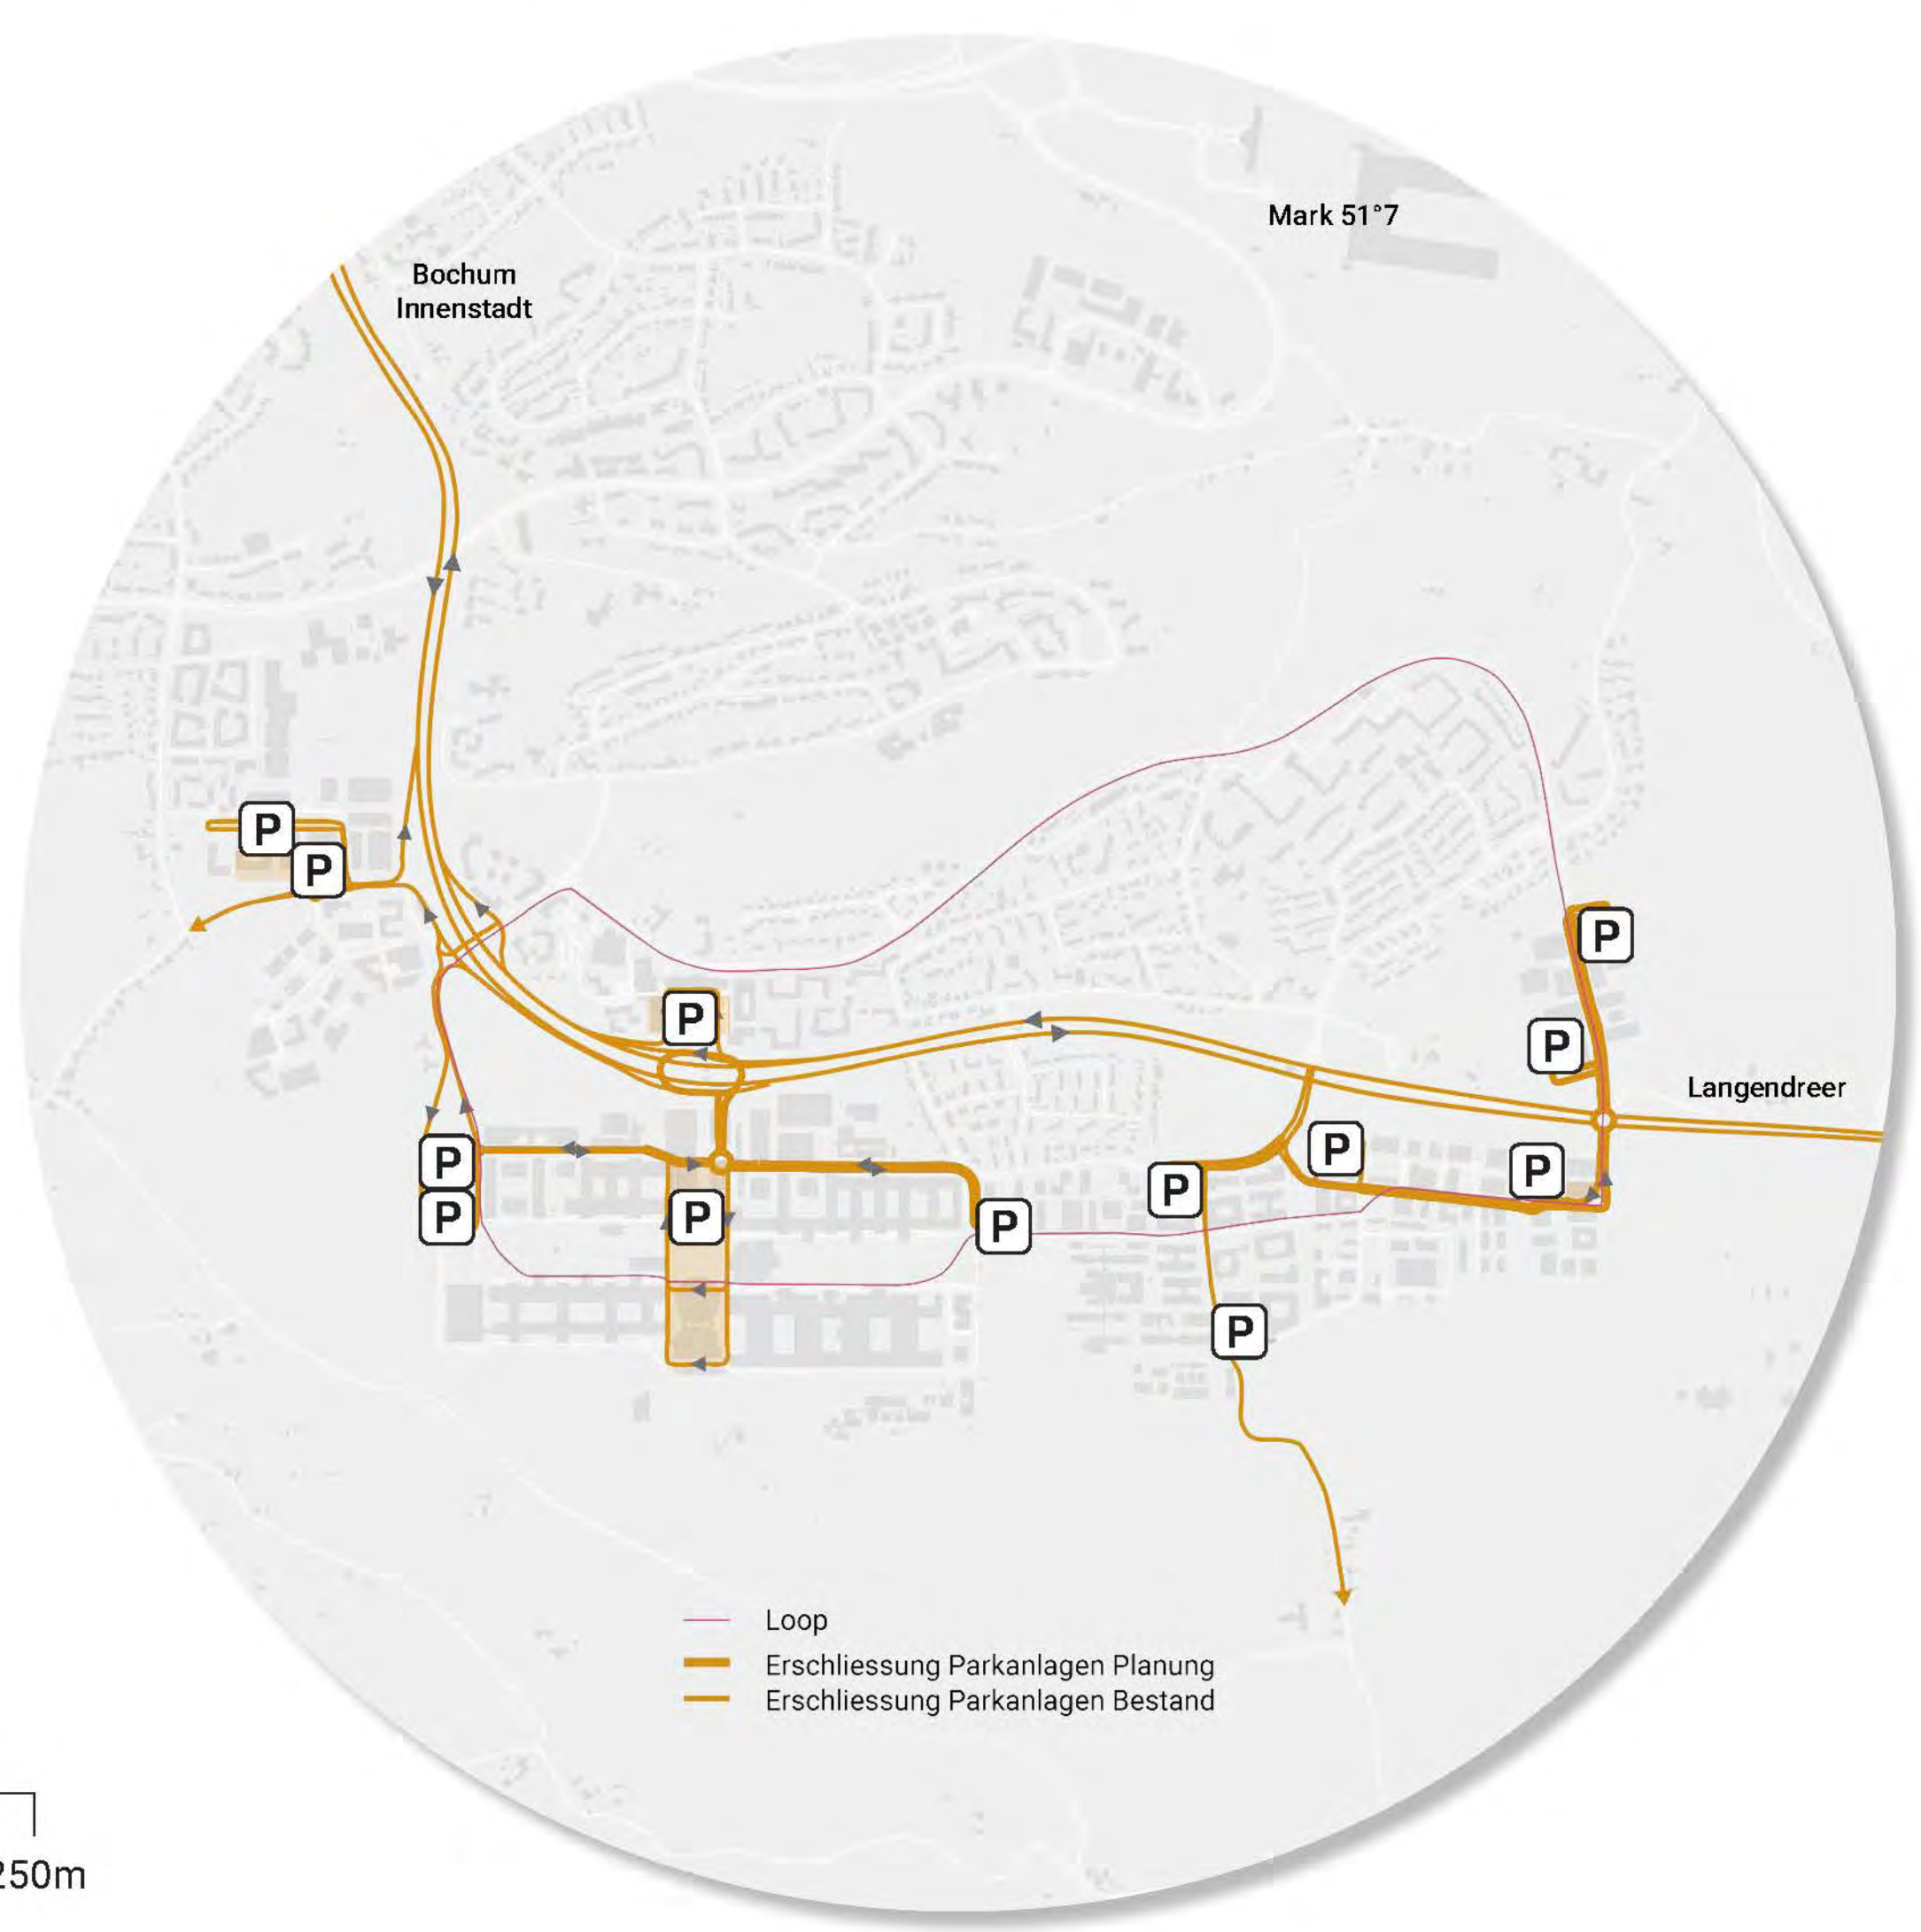 Mark 51°7
Bochum
Innenstadt
P
P
P
P
P
Langendreer
P
P
P
P
P
P
P
P
P
Loop
Erschliessung Parkanlagen Planung
Erschliessung Parkanlagen Bestand
250m